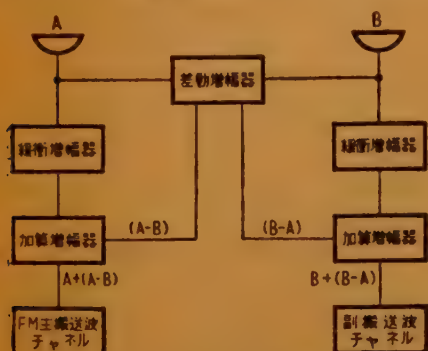 A
B
差動増幅器
緩衝増幅器
緩衝増幅器
加算増幅器
(A-B)
(B-A)
加算増幅器
A+(A-B)
B+(B-A)
FM主搬送波
チャネル
副搬送波
チャネル